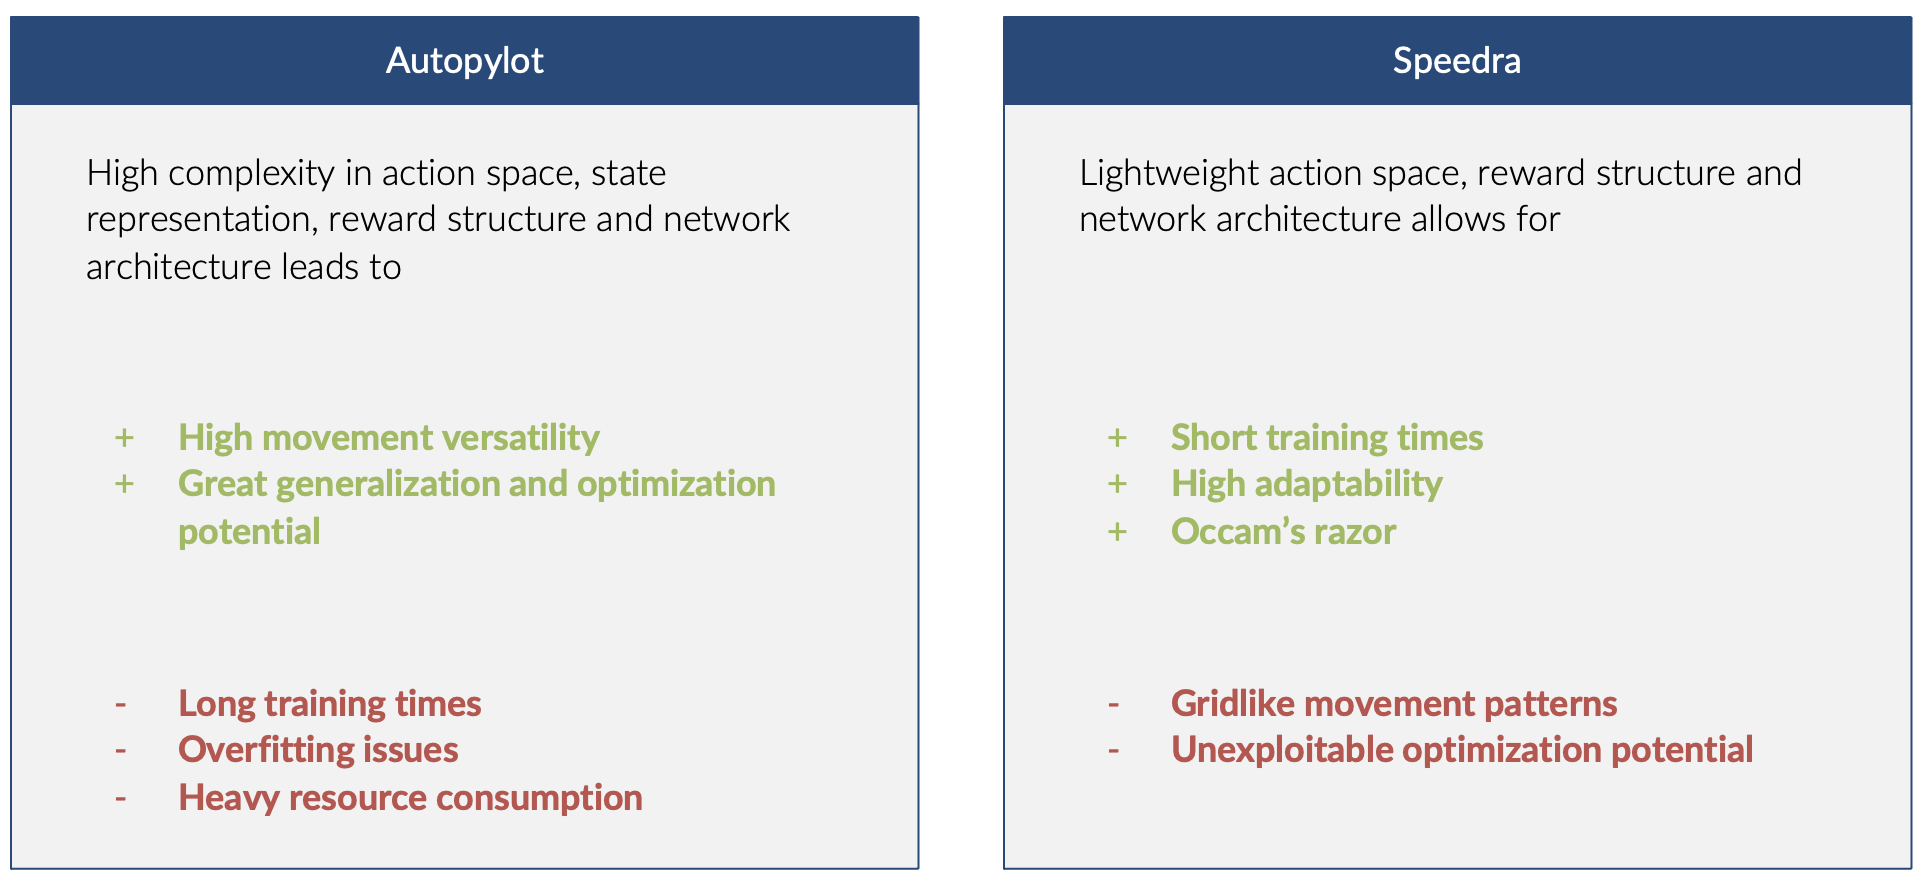 Autopylot
High complexity in action space, state
representation, reward structure and network
architecture leads to
+ High movement versatility
+ Great generalization and optimization
potential
- Long training times
- Overfitting issues
- Heavy resource consumption
Speedra
Lightweight action space, reward structure and
network architecture allows for
+ Short training times
+ High adaptability
+ Occam’s razor
- Gridlike movement patterns
- Unexploitable optimization potential